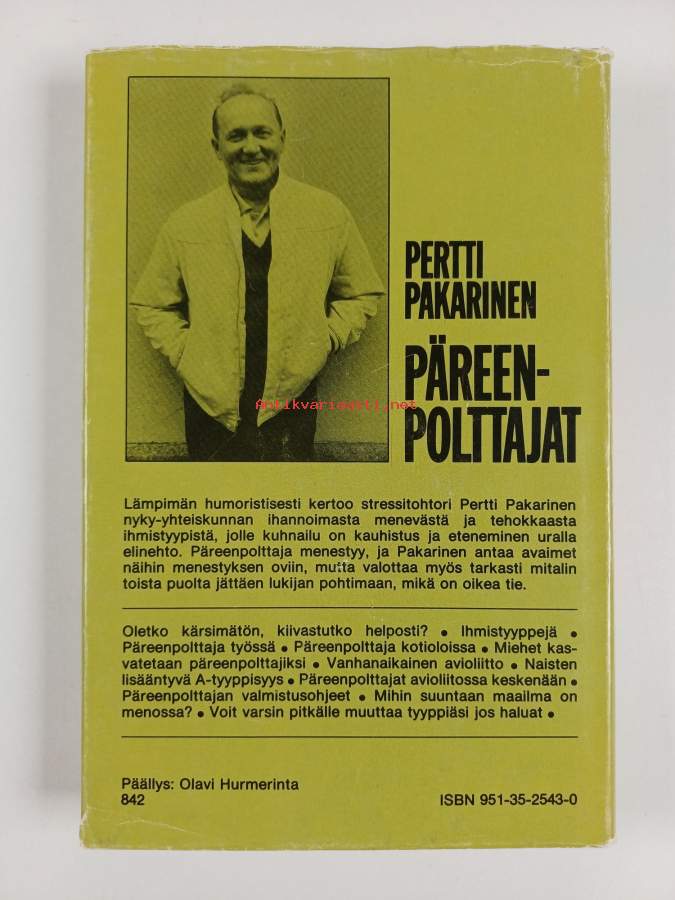 PERTTI
PAKARINEN
PÄREEN-
POLTTAJAT
Antikvariaatti.net
Lämpimän humoristisesti kertoo stressitohtori Pertti Pakarinen
nyky-yhteiskunnan ihannoimasta menevästä ja tehokkaasta
ihmistyypistä, jolle kuhnailu on kauhistus ja eteneminen uralla
elinehto. Päreenpolttaja menestyy, ja Pakarinen antaa avaimet
näihin menestyksen oviin, mutta valottaa myös tarkasti mitalin
toista puolta jättäen lukijan pohtimaan, mikä on oikea tie.
Oletko kärsimätön, kiivastutko helposti? • Ihmistyyppejä •
Päreenpolttaja työssä • Päreenpolttaja kotioloissa • Miehet kas-
vatetaan päreenpolttajiksi • Vanhanaikainen avioliitto • Naisten
lisääntyvä A-tyyppisyys • Päreenpolttajat avioliitossa keskenään •
Päreenpolttajan valmistusohjeet • Mihin suuntaan maailma on
menossa? • Voit varsin pitkälle muuttaa tyyppiäsi jos haluat •
Päällys: Olavi Hurmerinta
842 ISBN 951-35-2543-0